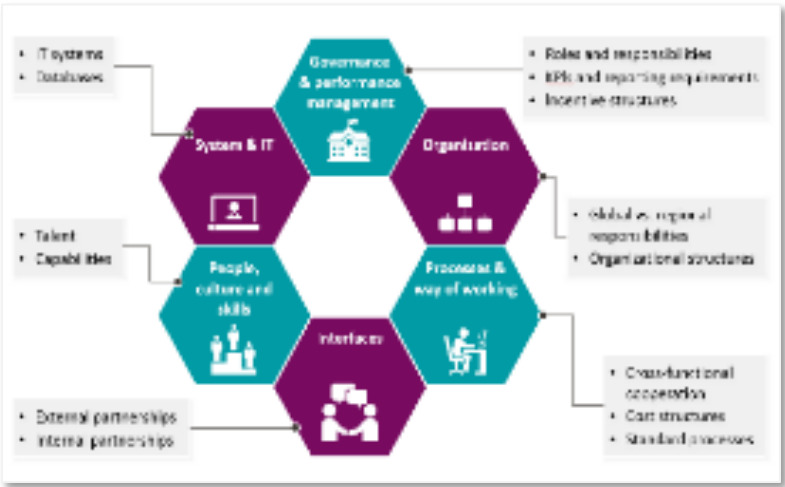 • IT systems
• Databases
Governance
& performance
management
• Roles and responsibilities
• KPIs and reporting requirements
• Incentive structures
System & IT
Organisation
• Talent
• Capabilities
• Global vs. regional
responsibilities
• Organizational structures
People,
culture and
skills
Processes &
way of working
Interfaces
• Cross-functional
cooperation
• Cost structures
• Standard processes
• External partnerships
• Internal partnerships